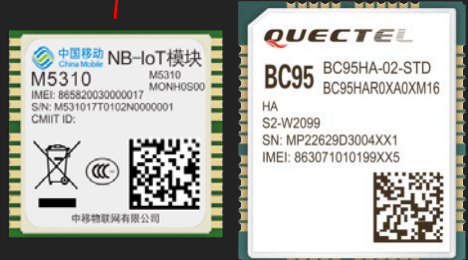 中国移动
China Mobile
NB-IoT模块
M5310
M5310
MONH0S00
IMEI: 865820030000017
S/N: M531017T0102N0000001
CMIIT ID:
CCC
中移物联网有限公司
QUECTEL
BC95
BC95HA-02-STD
BC95HAR0XA0XM16
HA
S2-W2099
SN: MP22629D3004XX1
IMEI: 863071010199XX5